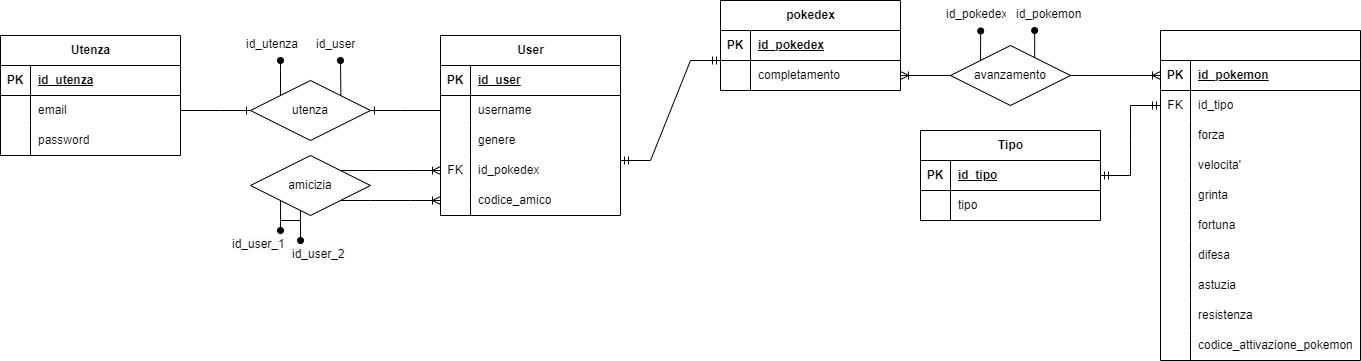 Utenza
PK id_utenza
email
password
id_utenza id_user
utenza
amicizia
id_user_1
id_user_2
User
PK id_user
username
genere
FK id_pokedex
codice_amico
pokedex
PK id_pokedex
completamento
id_pokedex id_pokemon
avanzamento
Tipo
PK id_tipo
tipo
PK id_pokemon
FK id_tipo
forza
velocita'
grinta
fortuna
difesa
astuzia
resistenza
codice_attivazione_pokemon